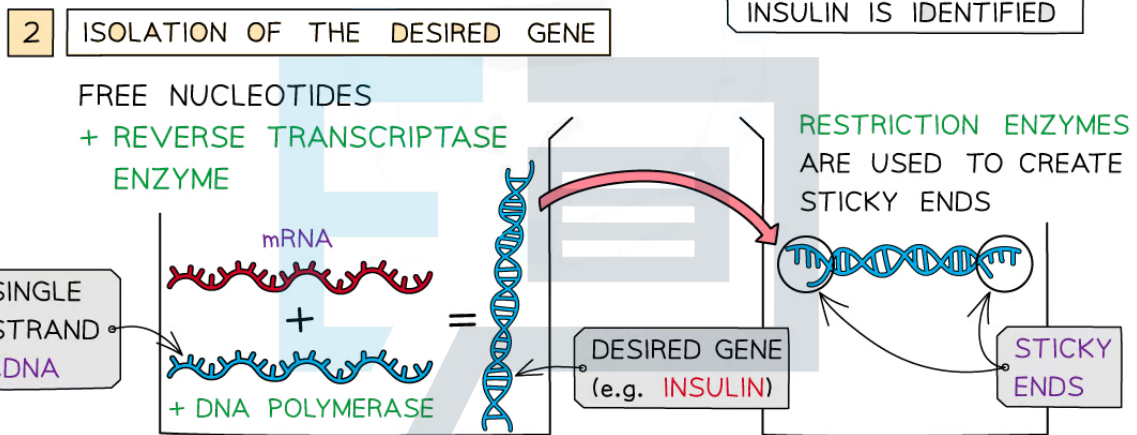 INSULIN IS IDENTIFIED
2 ISOLATION OF THE DESIRED GENE
FREE NUCLEOTIDES
+ REVERSE TRANSCRIPTASE
ENZYME
mRNA
+
SINGLE
STRAND
cDNA
=
+ DNA POLYMERASE
DESIRED GENE
(e.g. INSULIN)
RESTRICTION ENZYMES
ARE USED TO CREATE
STICKY ENDS
STICKY
ENDS